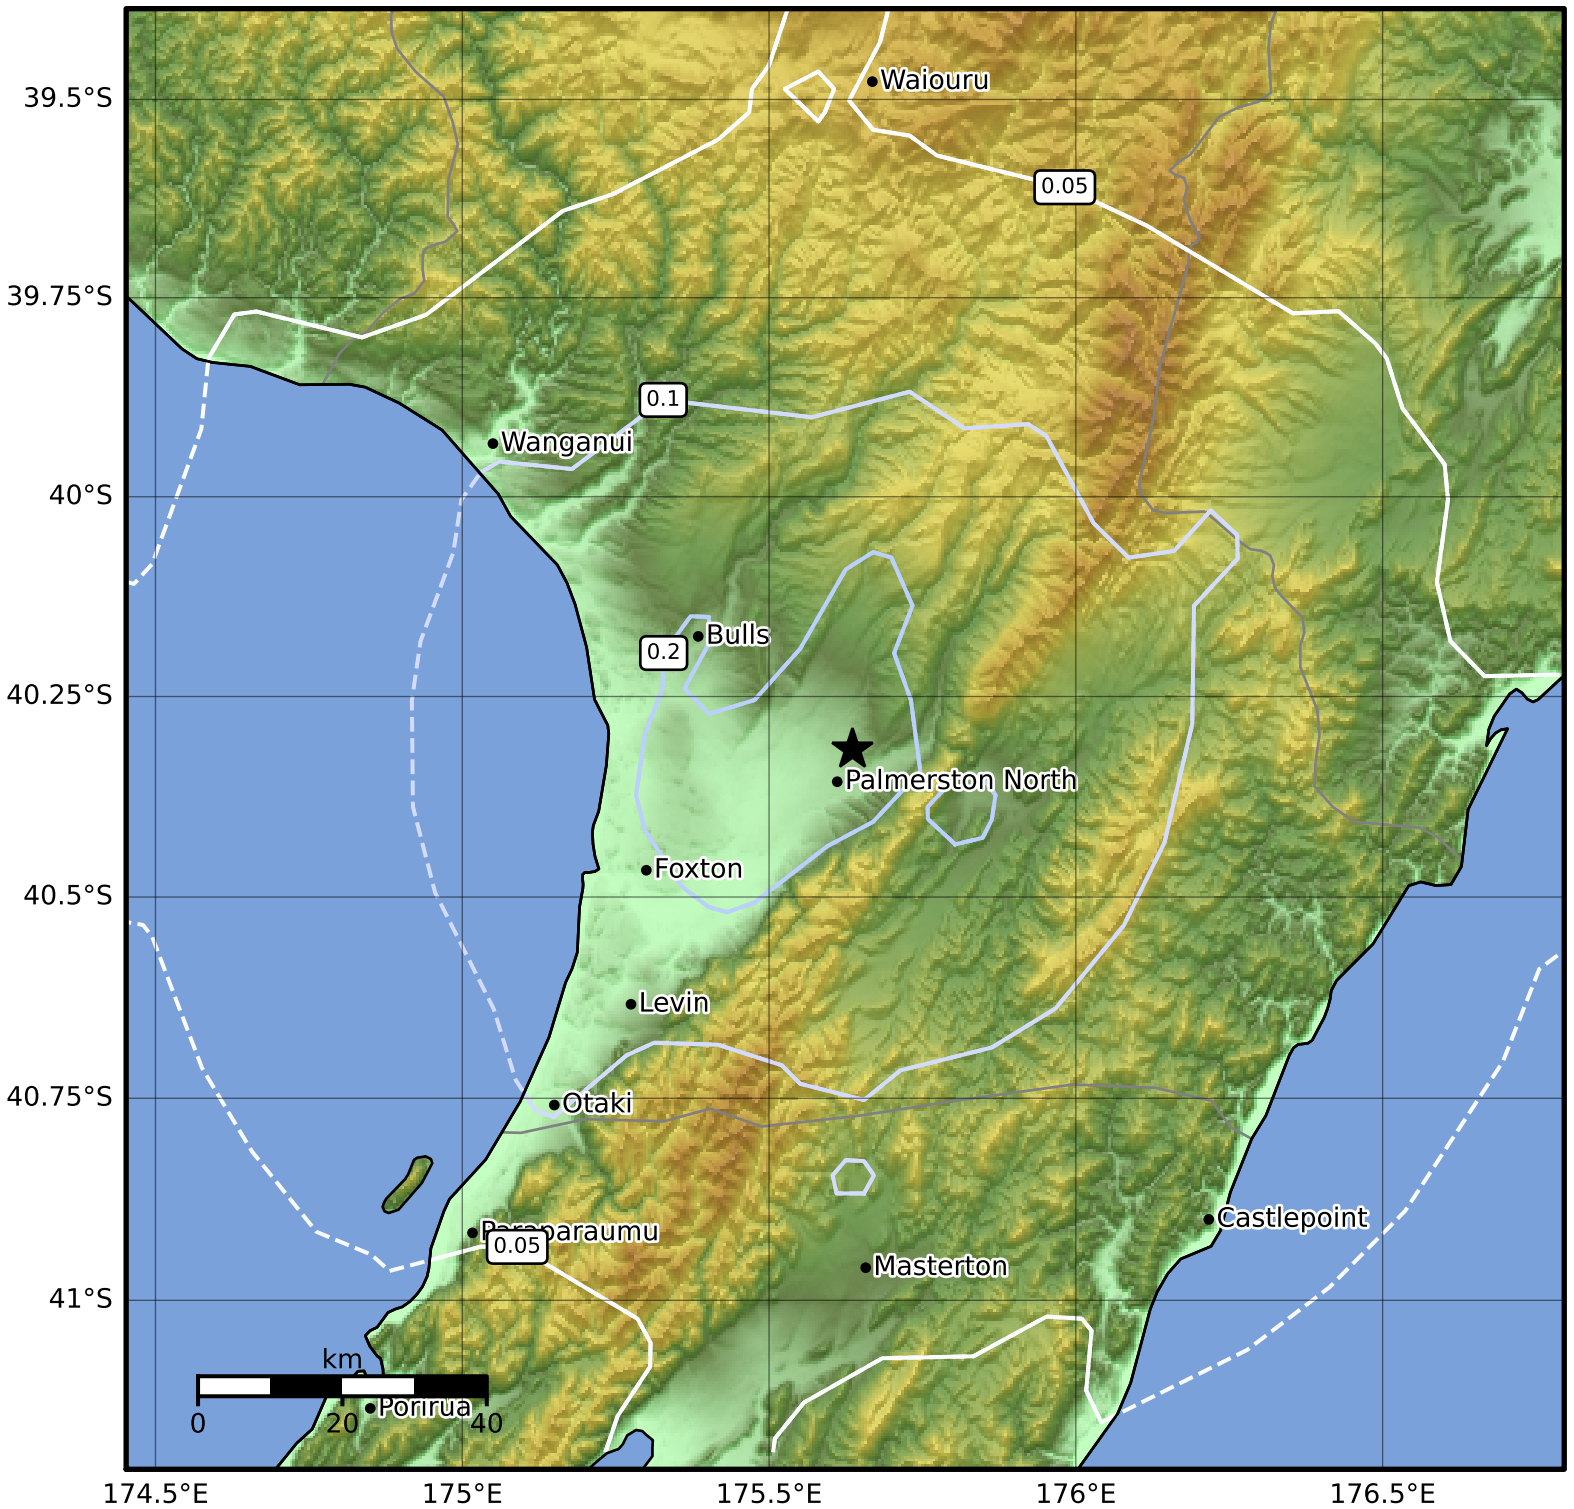 Waiouru
39.5°S
0.05
39.75°S
0.1
Wanganui
40°S
Bulls
0.2
40.25°S
Palmerston North
Foxton
40.5°S
Levin
40.75°S
Otaki
Paraparaumu
0.05
Castlepoint
Masterton
41°S
km
Porirua
0 20 40
174.5°E 175°E 175.5°E 176°E 176.5°E